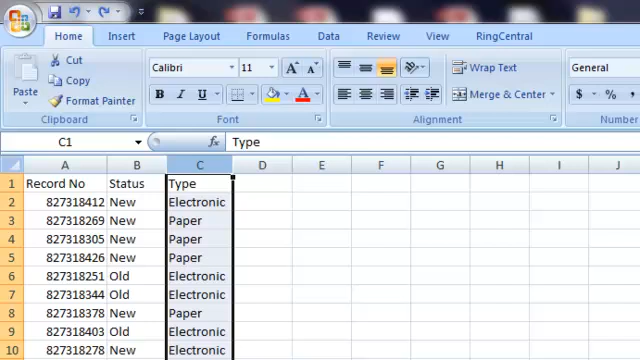 Home Insert Page Layout Formulas Data Review View RingCentral
Cut
Copy
Format Painter
Paste
Clipboard
Calibri 11 A A
B I U A
Font
Wrap Text
Merge & Center
Alignment
General
$ % ,
Number
C1 Type
A B C D E F G H I J
1 Record No Status Type
2 827318412 New Electronic
3 827318269 New Paper
4 827318305 New Paper
5 827318426 New Paper
6 827318251 Old Electronic
7 827318344 Old Electronic
8 827318378 New Paper
9 827318403 Old Electronic
10 827318278 New Electronic